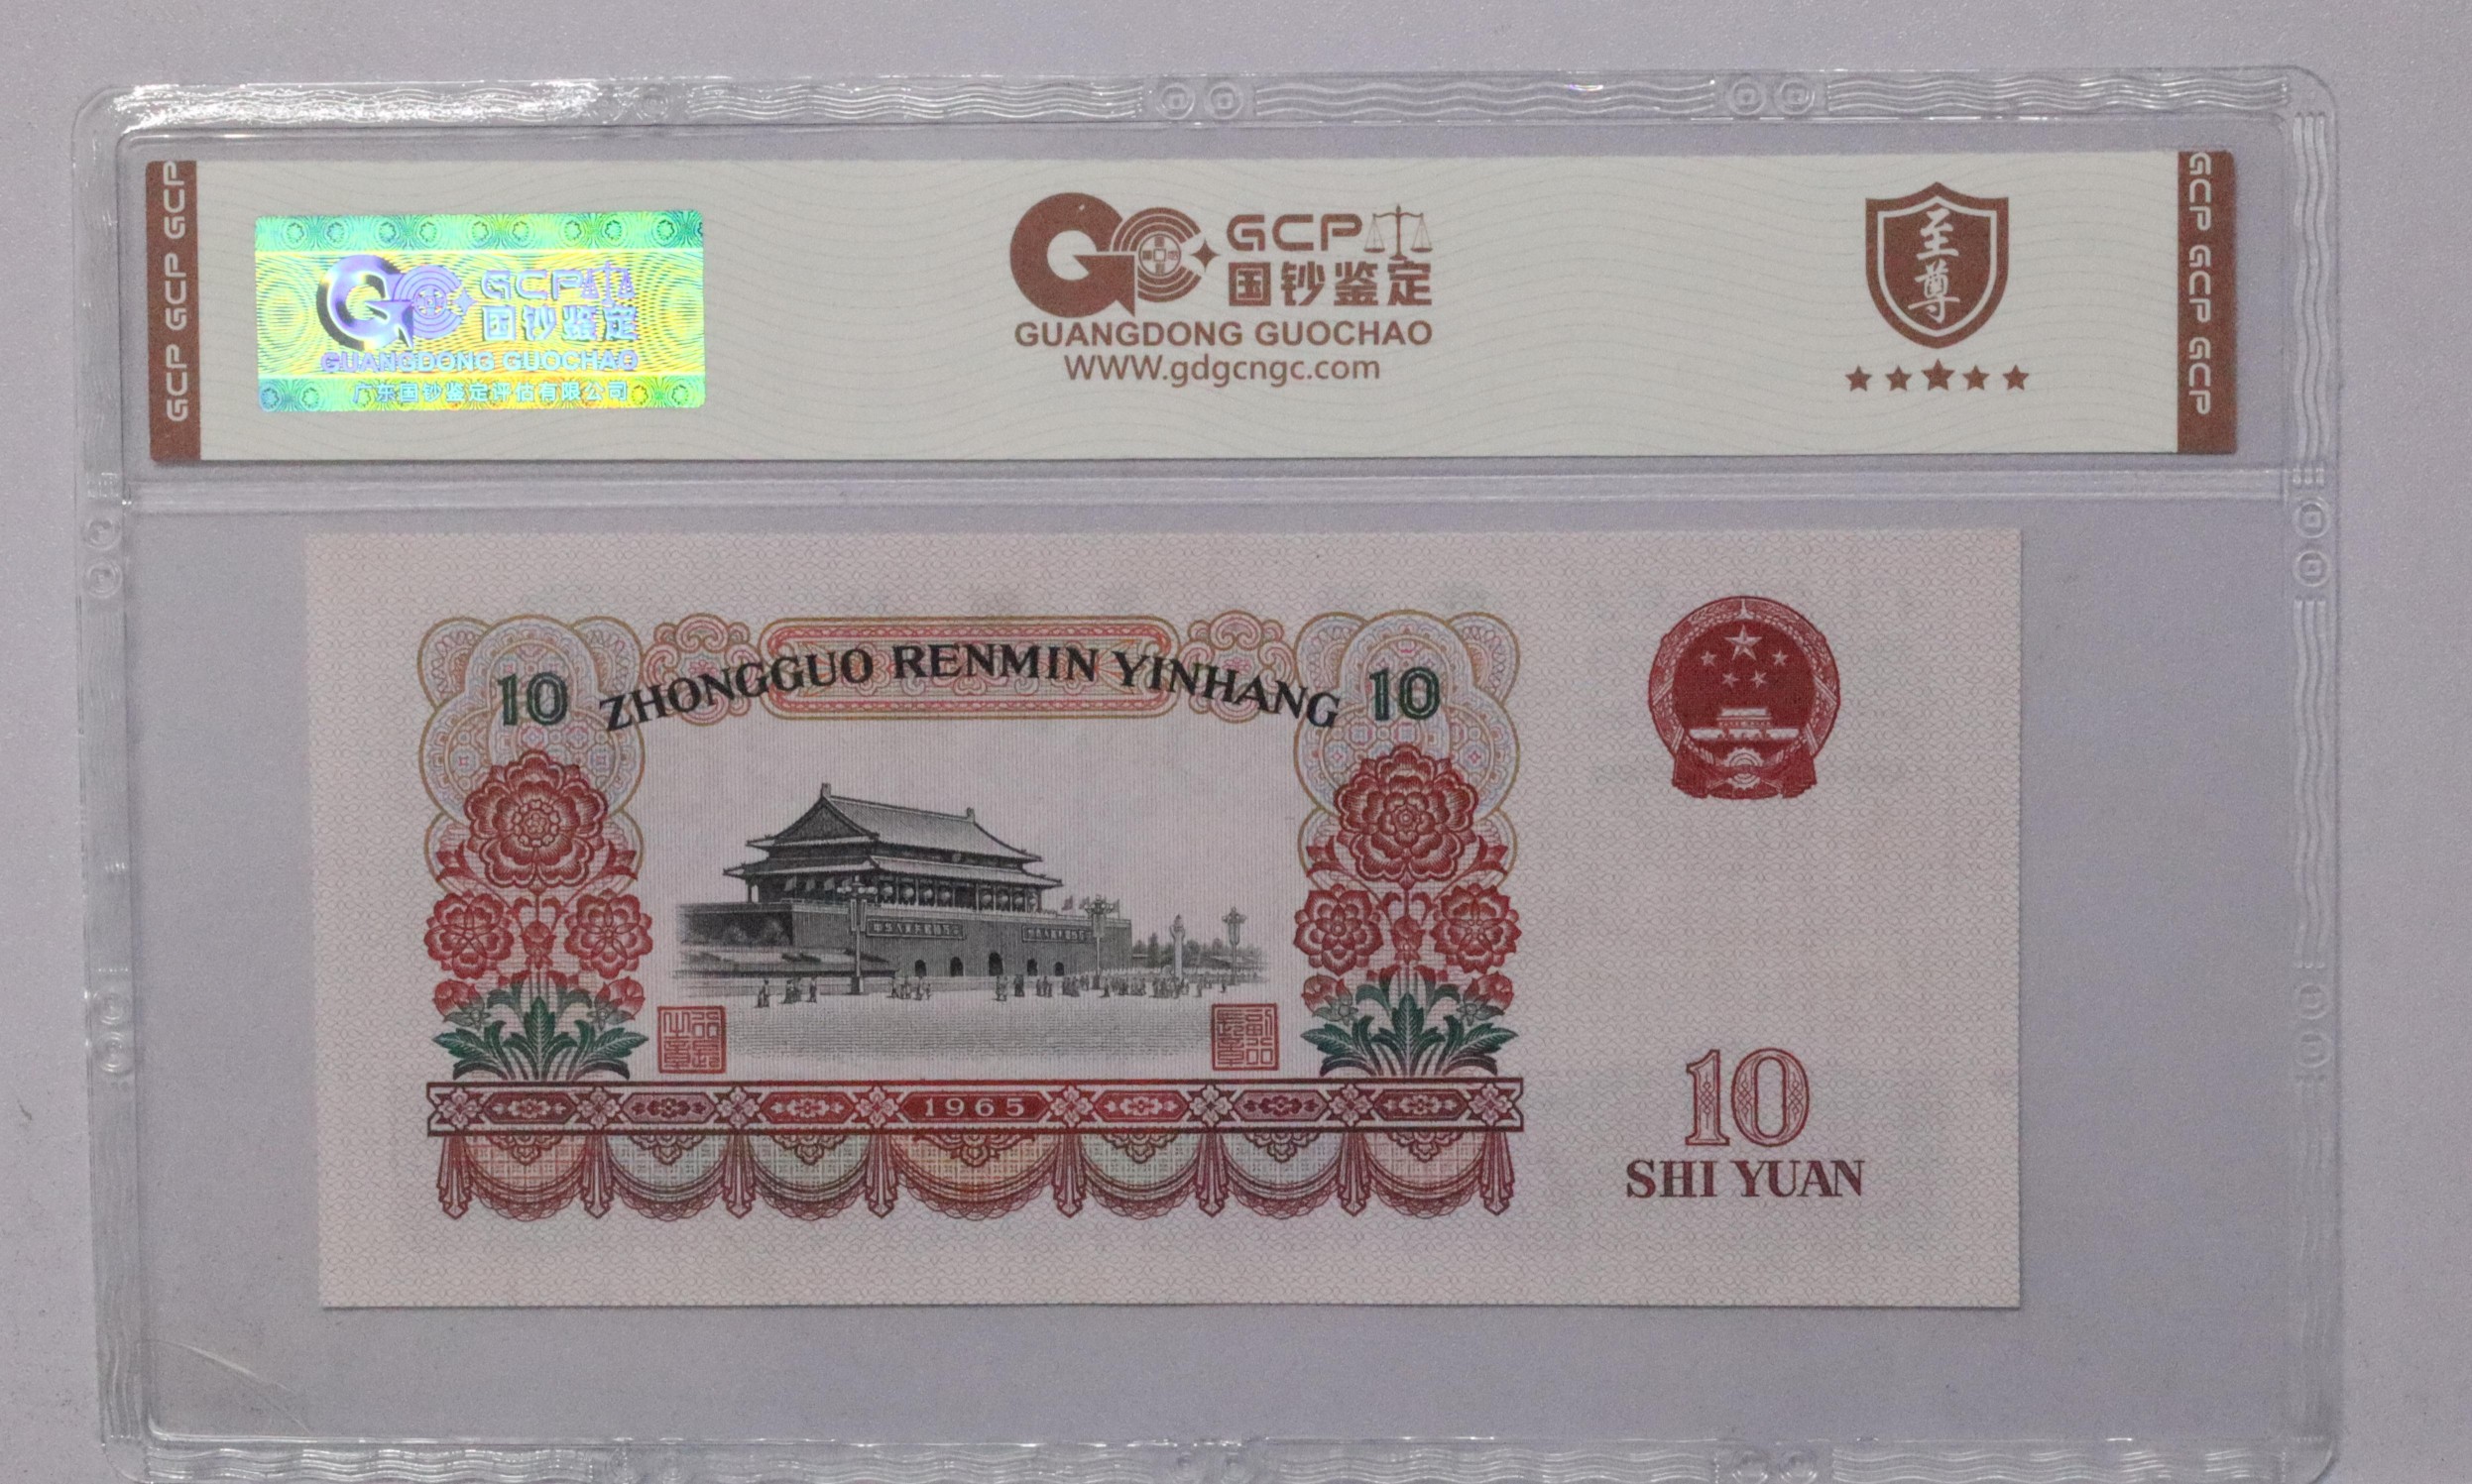 GCP GCP GCP
GCP
国钞鉴定
GUANGDONG GUOCHAO
广东国钞鉴定评估有限公司
GCP
国钞鉴定
GUANGDONG GUOCHAO
WWW.gdgcngc.com
至尊
GCP GCP GCP
10 ZHONGGUO RENMIN YINHANG 10
1965
10
SHI YUAN